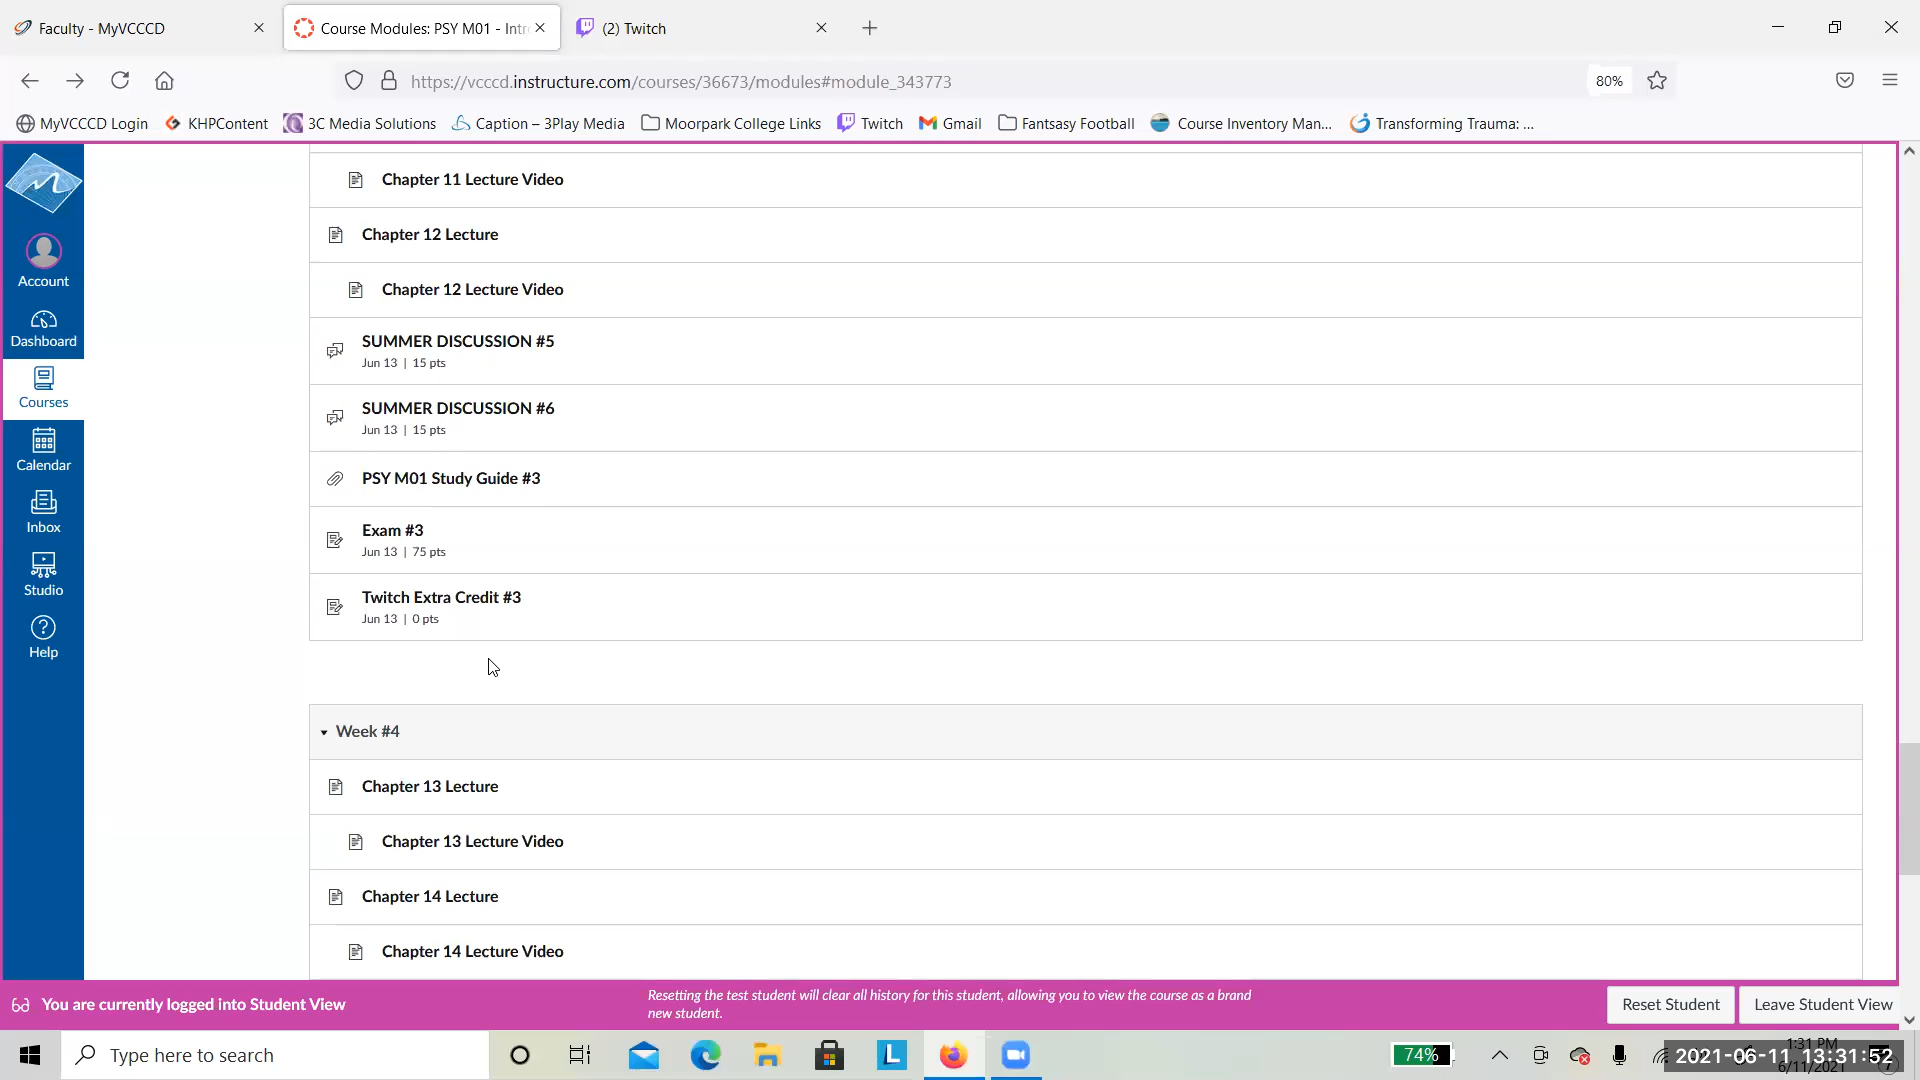 Faculty - MyVCCCD
Course Modules: PSY M01 - Intr
(2) Twitch
https://vcccd.instructure.com/courses/36673/modules#module_343773
80%
MyVCCCD Login
KHPContent
3C Media Solutions
Caption – 3Play Media
Moorpark College Links
Twitch
Gmail
Fantsasy Football
Course Inventory Man...
Transforming Trauma: ...
Account
Dashboard
Courses
Calendar
Inbox
Studio
Help
Chapter 11 Lecture Video
Chapter 12 Lecture
Chapter 12 Lecture Video
SUMMER DISCUSSION #5
Jun 13 | 15 pts
SUMMER DISCUSSION #6
Jun 13 | 15 pts
PSY M01 Study Guide #3
Exam #3
Jun 13 | 75 pts
Twitch Extra Credit #3
Jun 13 | 0 pts
Week #4
Chapter 13 Lecture
Chapter 13 Lecture Video
Chapter 14 Lecture
Chapter 14 Lecture Video
You are currently logged into Student View
Resetting the test student will clear all history for this student, allowing you to view the course as a brand
new student.
Reset Student
Leave Student View
Type here to search
74%
1:31 PM
2021-06-11 13:31:52